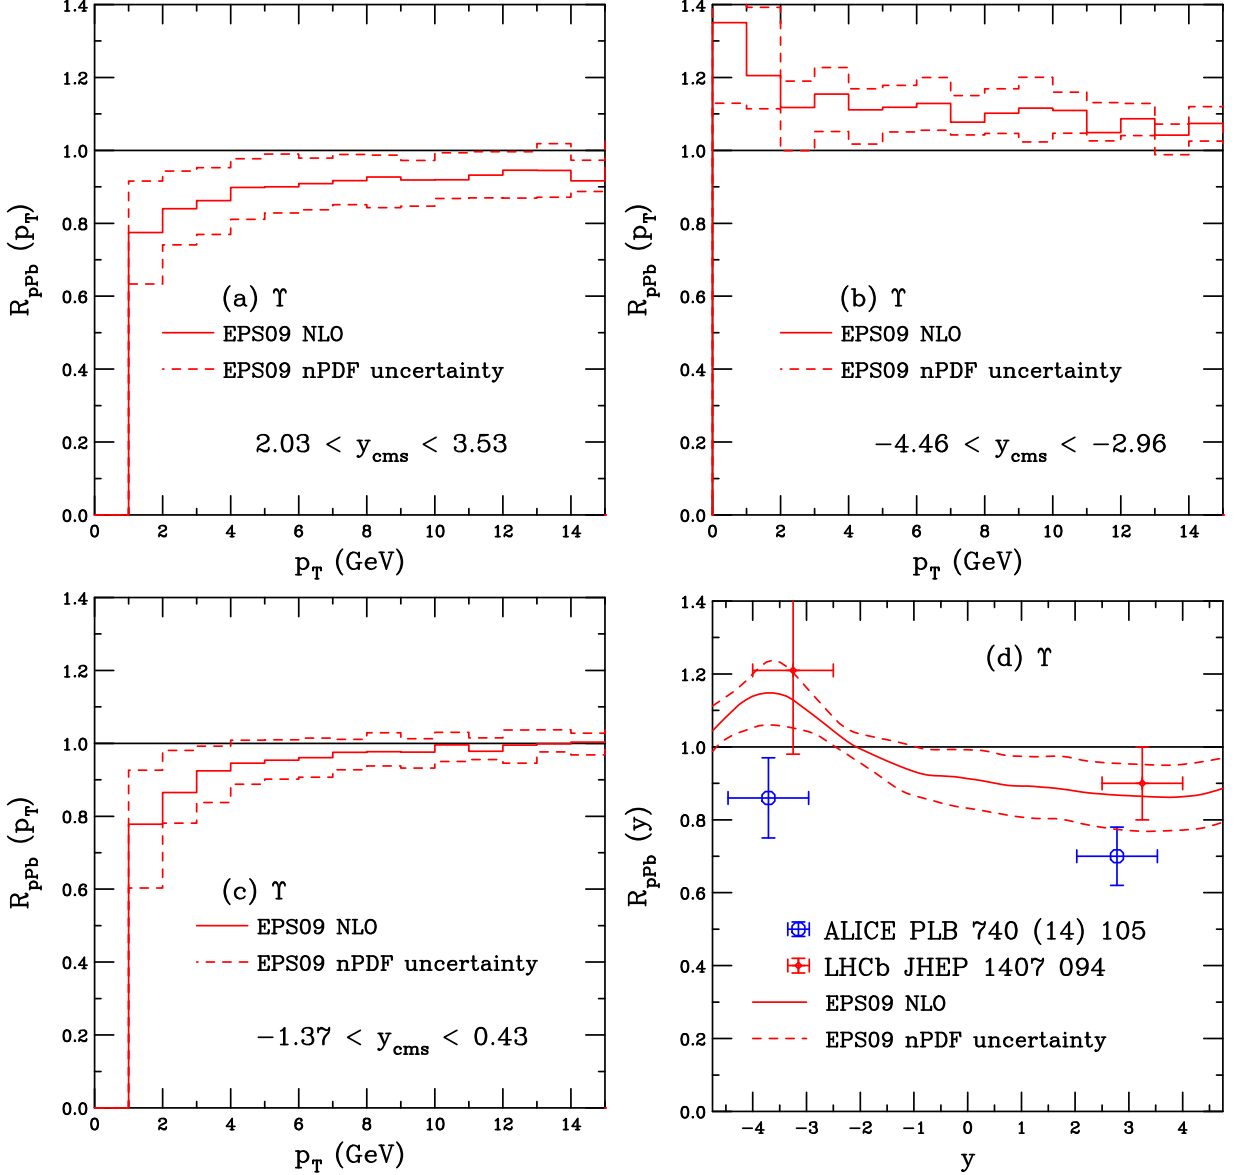 1.4
1.2
1.0
0.8
0.6
0.4
0.2
0.0
R_pPb (p_T)
(a) ϒ
EPS09 NLO
EPS09 nPDF uncertainty
2.03 < y_cms < 3.53
0 2 4 6 8 10 12 14
p_T (GeV)
1.4
1.2
1.0
0.8
0.6
0.4
0.2
0.0
R_pPb (p_T)
(b) ϒ
EPS09 NLO
EPS09 nPDF uncertainty
−4.46 < y_cms < −2.96
0 2 4 6 8 10 12 14
p_T (GeV)
1.4
1.2
1.0
0.8
0.6
0.4
0.2
0.0
R_pPb (p_T)
(c) ϒ
EPS09 NLO
EPS09 nPDF uncertainty
−1.37 < y_cms < 0.43
0 2 4 6 8 10 12 14
p_T (GeV)
1.4
1.2
1.0
0.8
0.6
0.4
0.2
0.0
R_pPb (y)
(d) ϒ
ALICE PLB 740 (14) 105
LHCb JHEP 1407 094
EPS09 NLO
EPS09 nPDF uncertainty
−4 −3 −2 −1 0 1 2 3 4
y